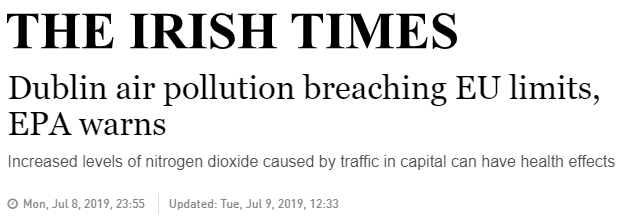 THE IRISH TIMES
Dublin air pollution breaching EU limits,
EPA warns
Increased levels of nitrogen dioxide caused by traffic in capital can have health effects
Mon, Jul 8, 2019, 23:55 Updated: Tue, Jul 9, 2019, 12:33